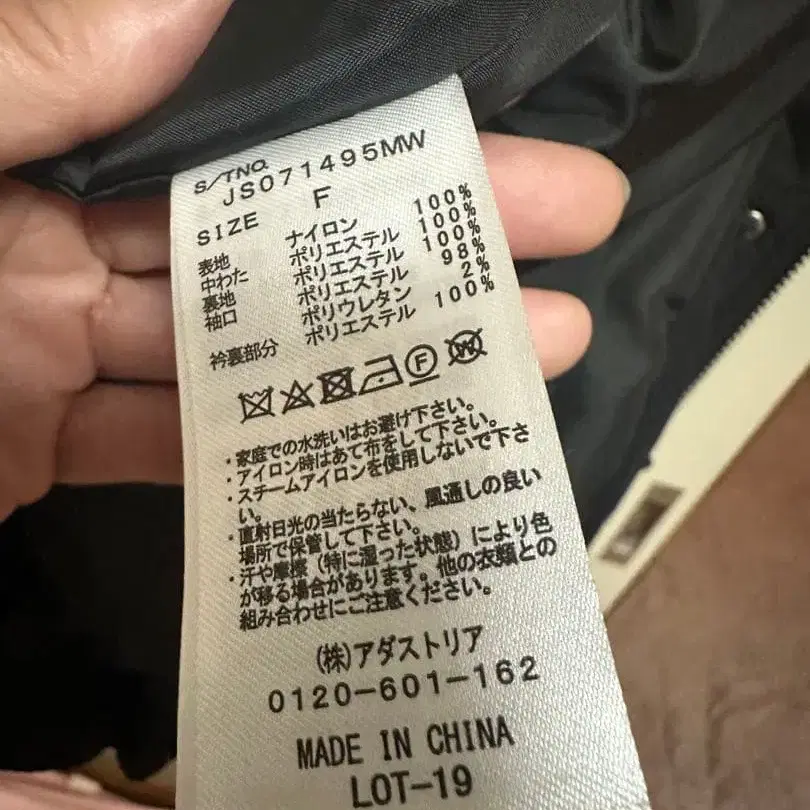 S/TNO.
JS071495MW
SIZE F
表地 ナイロン 100%
中わた ポリエステル 100%
裏地 ポリエステル 100%
袖口 ポリエステル 98%
ポリウレタン 2%
衿裏部分 ポリエステル 100%
F W
・家庭での水洗いはお避け下さい。
・アイロン時はあて布をして下さい。
・スチームアイロンを使用しないで下さ
い。
・直射日光の当たらない、風通しの良い
場所で保管して下さい。
・汗や摩擦（特に湿った状態）により色
が移る場合があります。他の衣類との
組み合わせにご注意ください。
(株)アダストリア
0120-601-162
MADE IN CHINA
LOT-19